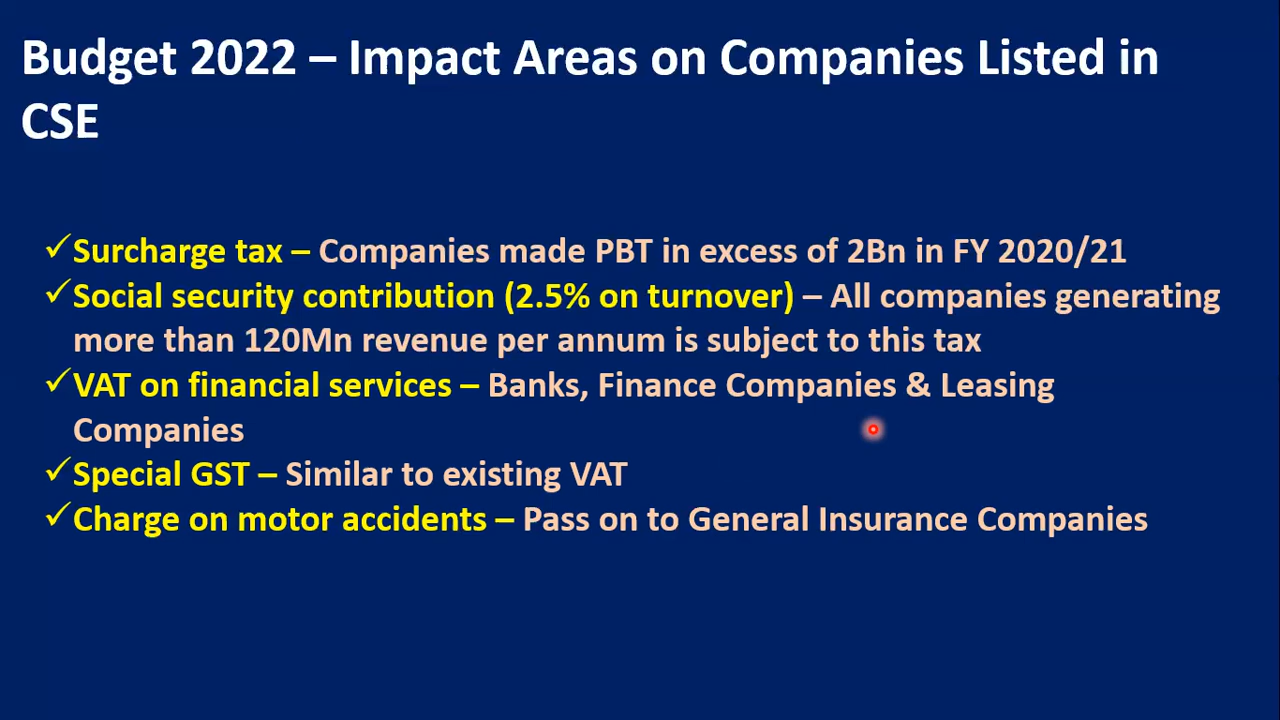 Budget 2022 – Impact Areas on Companies Listed in
CSE
✓Surcharge tax – Companies made PBT in excess of 2Bn in FY 2020/21
✓Social security contribution (2.5% on turnover) – All companies generating
more than 120Mn revenue per annum is subject to this tax
✓VAT on financial services – Banks, Finance Companies & Leasing
Companies
✓Special GST – Similar to existing VAT
✓Charge on motor accidents – Pass on to General Insurance Companies